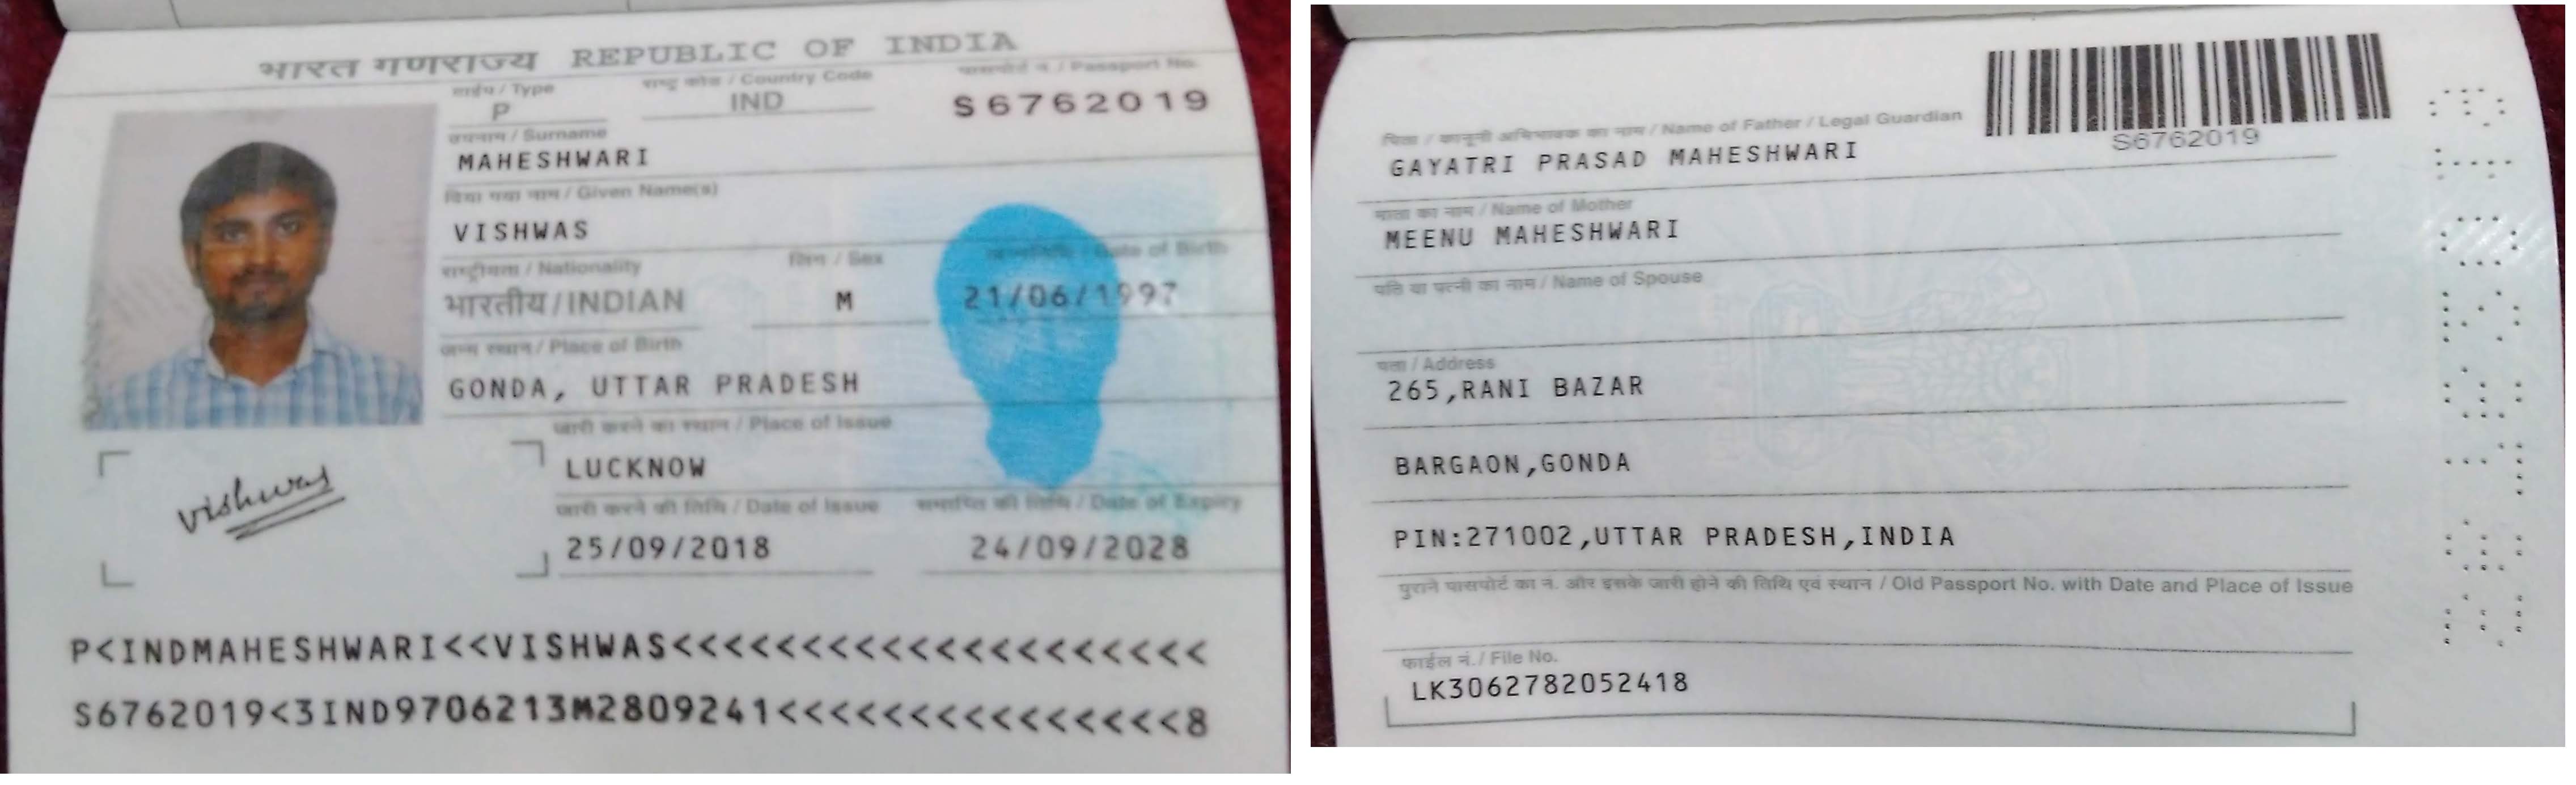 भारत गणराज्य REPUBLIC OF INDIA
टाईप / Type
P
राष्ट्र कोड / Country Code
IND
पासपोर्ट न. / Passport No.
S6762019
उपनाम / Surname
MAHESHWARI
दिया गया नाम / Given Name(s)
VISHWAS
राष्ट्रीयता / Nationality
भारतीय/INDIAN
लिंग / Sex
M
जन्मतिथि / Date of Birth
21/06/1997
जन्म स्थान / Place of Birth
GONDA, UTTAR PRADESH
जारी करने का स्थान / Place of Issue
LUCKNOW
जारी करने की तिथि / Date of Issue
25/09/2018
समाप्ति की तिथि / Date of Expiry
24/09/2028
vishwas
P<INDMAHESHWARI<<VISHWAS<<<<<<<<<<<<<<<<<<<<
S6762019<3IND9706213M2809241<<<<<<<<<<<<<<<8
S6762019
पिता / कानूनी अभिभावक का नाम / Name of Father / Legal Guardian
GAYATRI PRASAD MAHESHWARI
माता का नाम / Name of Mother
MEENU MAHESHWARI
पति या पत्नी का नाम / Name of Spouse
पता / Address
265,RANI BAZAR
BARGAON,GONDA
PIN:271002,UTTAR PRADESH,INDIA
पुराने पासपोर्ट का न. और इसके जारी होने की तिथि एवं स्थान / Old Passport No. with Date and Place of Issue
फाईल नं./ File No.
LK3062782052418